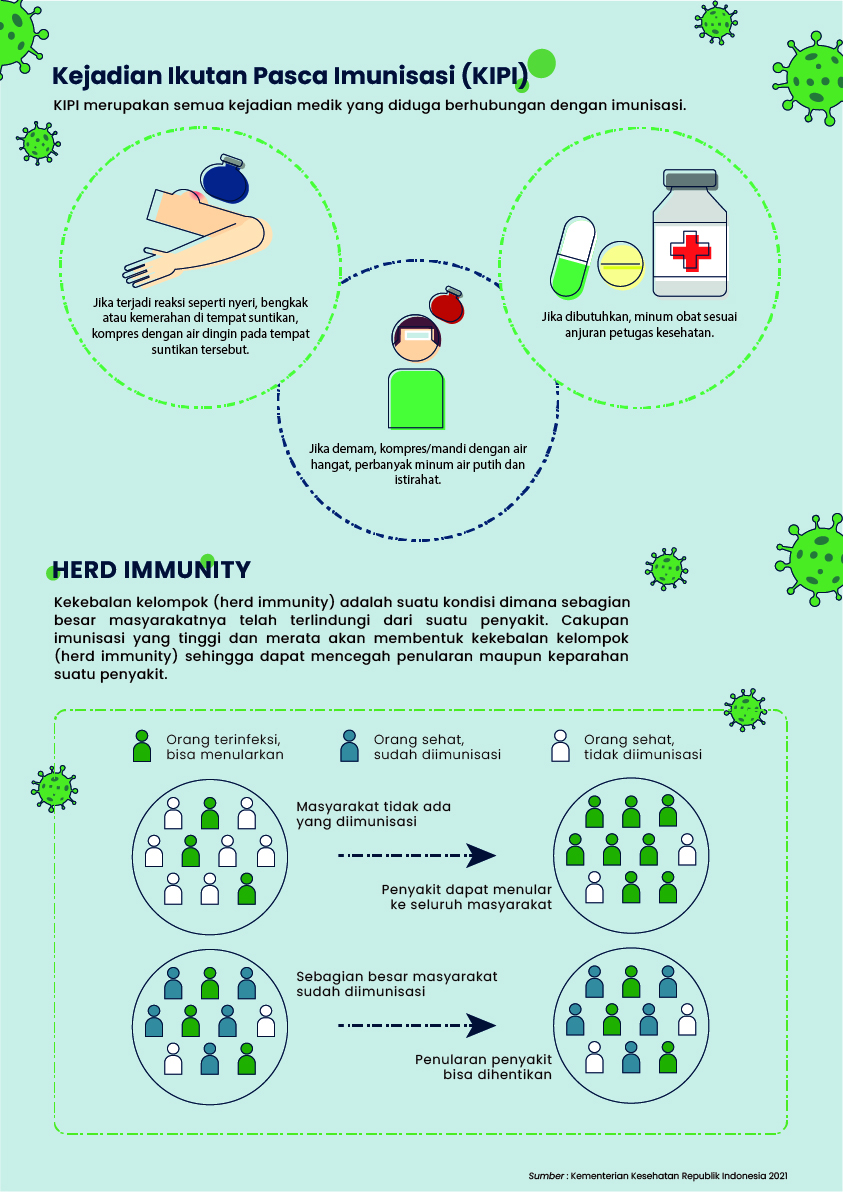 Kejadian Ikutan Pasca Imunisasi (KIPI)
KIPI merupakan semua kejadian medik yang diduga berhubungan dengan imunisasi.
Jika terjadi reaksi seperti nyeri, bengkak
atau kemerahan di tempat suntikan,
kompres dengan air dingin pada tempat
suntikan tersebut.
Jika dibutuhkan, minum obat sesuai
anjuran petugas kesehatan.
Jika demam, kompres/mandi dengan air
hangat, perbanyak minum air putih dan
istirahat.
HERD IMMUNITY
Kekebalan kelompok (herd immunity) adalah suatu kondisi dimana sebagian
besar masyarakatnya telah terlindungi dari suatu penyakit. Cakupan
imunisasi yang tinggi dan merata akan membentuk kekebalan kelompok
(herd immunity) sehingga dapat mencegah penularan maupun keparahan
suatu penyakit.
Orang terinfeksi,
bisa menularkan
Orang sehat,
sudah diimunisasi
Orang sehat,
tidak diimunisasi
Masyarakat tidak ada
yang diimunisasi
Penyakit dapat menular
ke seluruh masyarakat
Sebagian besar masyarakat
sudah diimunisasi
Penularan penyakit
bisa dihentikan
Sumber : Kementerian Kesehatan Republik Indonesia 2021